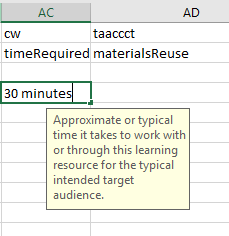 AC AD
cw taaccct
timeRequired materialsReuse
30 minutes
Approximate or typical
time it takes to work with
or through this learning
resource for the typical
intended target
audience.